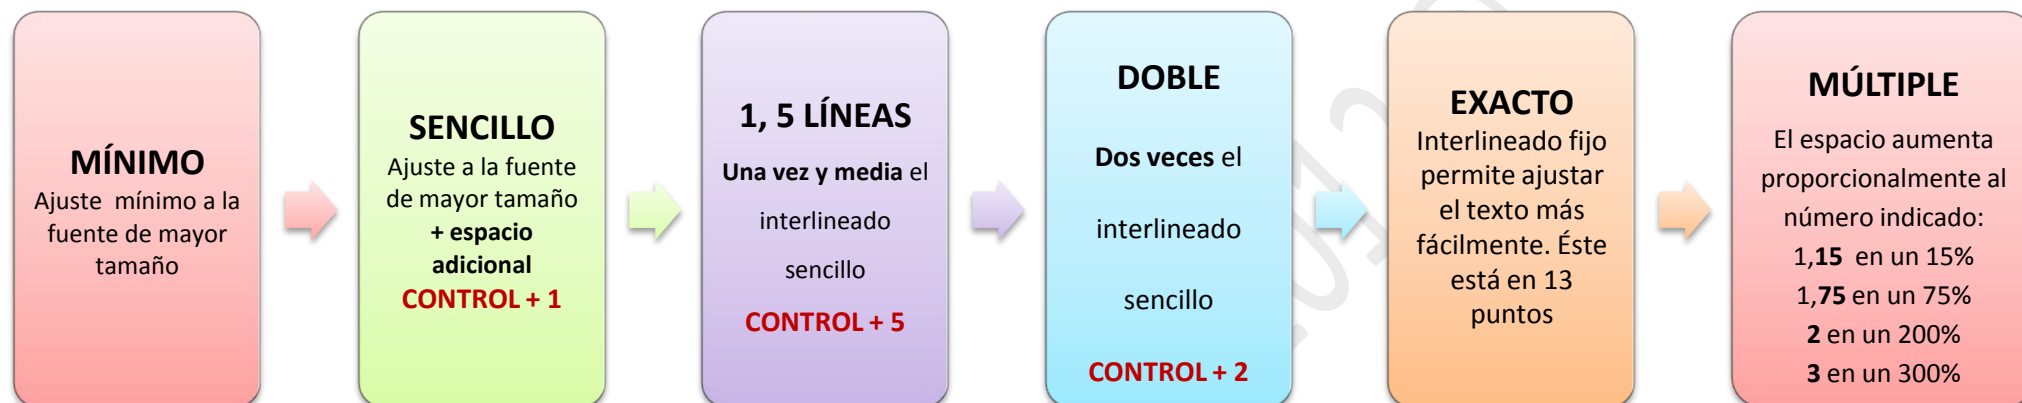 MÍNIMO
Ajuste mínimo a la
fuente de mayor
tamaño
SENCILLO
Ajuste a la fuente
de mayor tamaño
+ espacio
adicional
CONTROL + 1
1, 5 LÍNEAS
Una vez y media el
interlineado
sencillo
CONTROL + 5
DOBLE
Dos veces el
interlineado
sencillo
CONTROL + 2
EXACTO
Interlineado fijo
permite ajustar
el texto más
fácilmente. Éste
está en 13
puntos
MÚLTIPLE
El espacio aumenta
proporcionalmente al
número indicado:
1,15 en un 15%
1,75 en un 75%
2 en un 200%
3 en un 300%